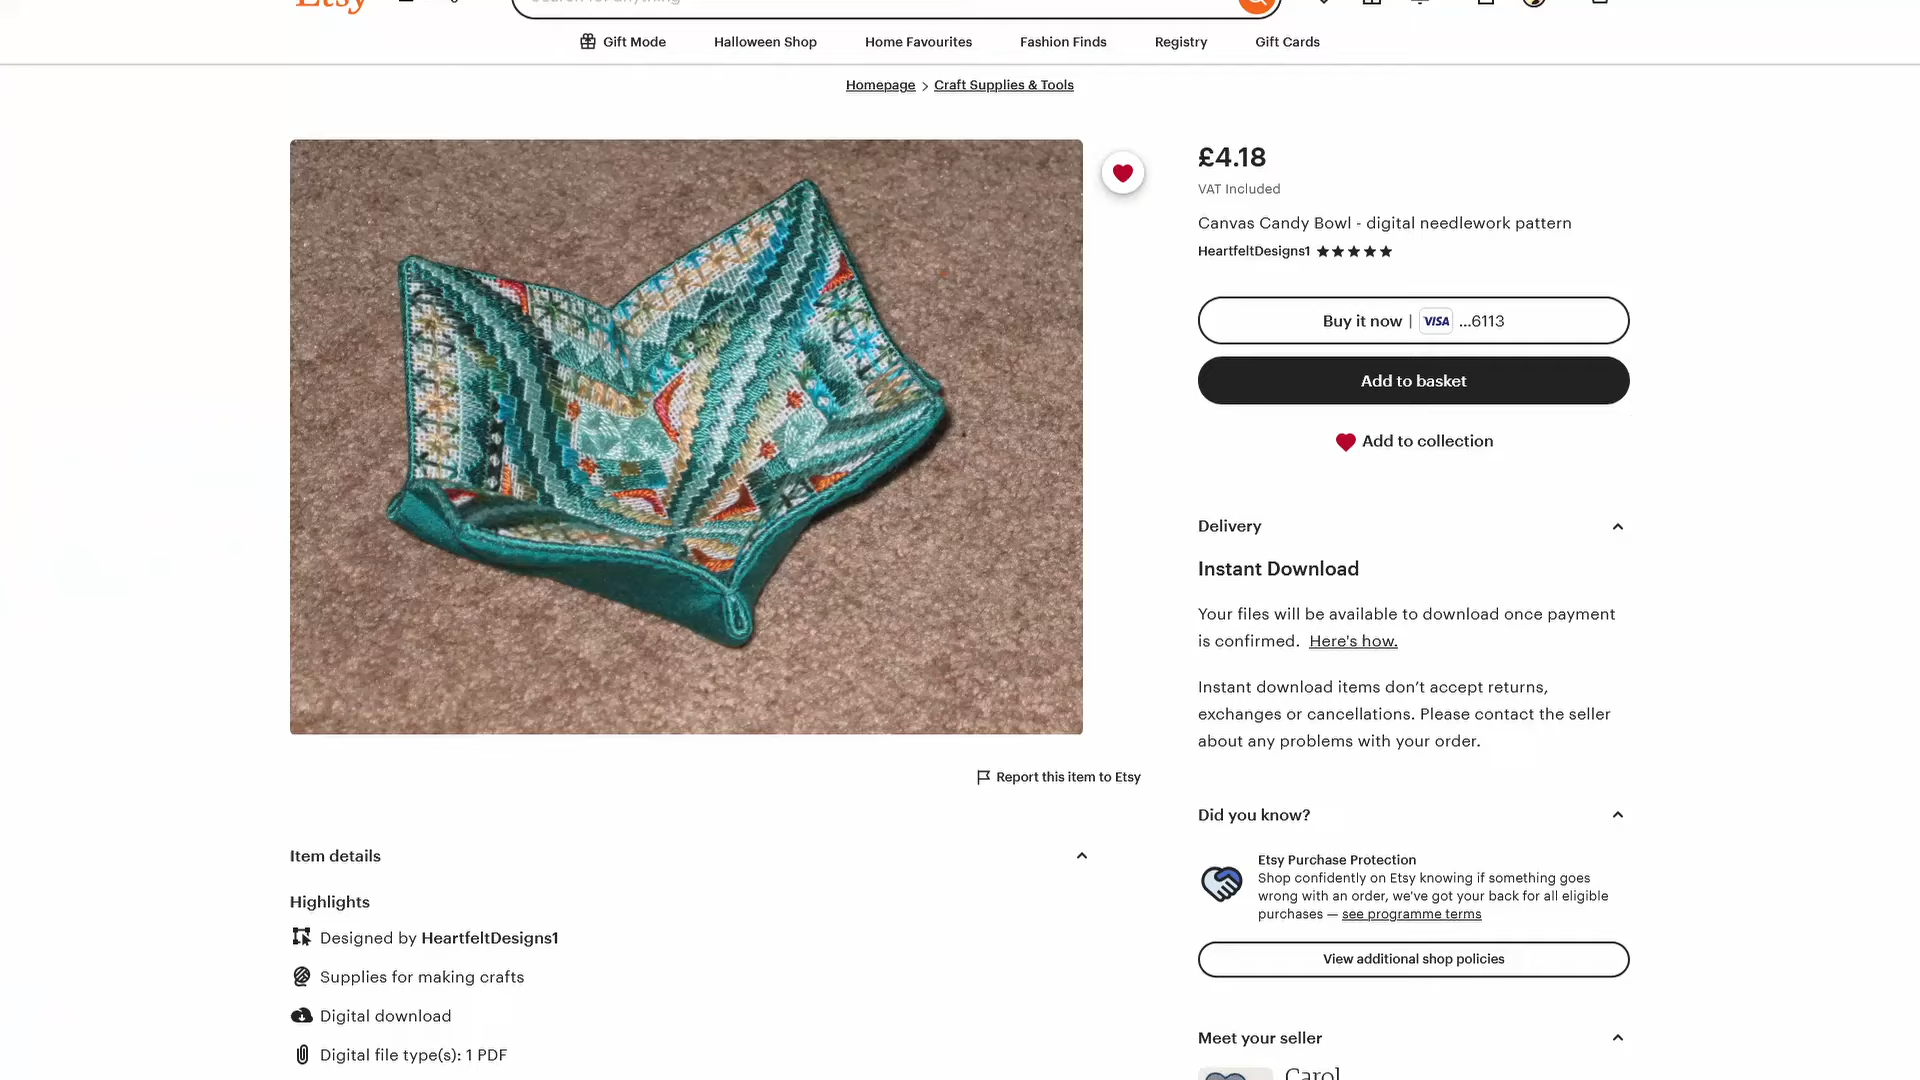 Etsy
Gift Mode
Halloween Shop
Home Favourites
Fashion Finds
Registry
Gift Cards
Homepage > Craft Supplies & Tools
£4.18
VAT Included
Canvas Candy Bowl - digital needlework pattern
HeartfeltDesigns1 ★★★★★
Buy it now | VISA ...6113
Add to basket
Add to collection
Delivery
Instant Download
Your files will be available to download once payment
is confirmed. Here's how.
Instant download items don’t accept returns,
exchanges or cancellations. Please contact the seller
about any problems with your order.
Report this item to Etsy
Did you know?
Etsy Purchase Protection
Shop confidently on Etsy knowing if something goes
wrong with an order, we've got your back for all eligible
purchases — see programme terms
View additional shop policies
Item details
Highlights
Designed by HeartfeltDesigns1
Supplies for making crafts
Digital download
Digital file type(s): 1 PDF
Meet your seller
Carol